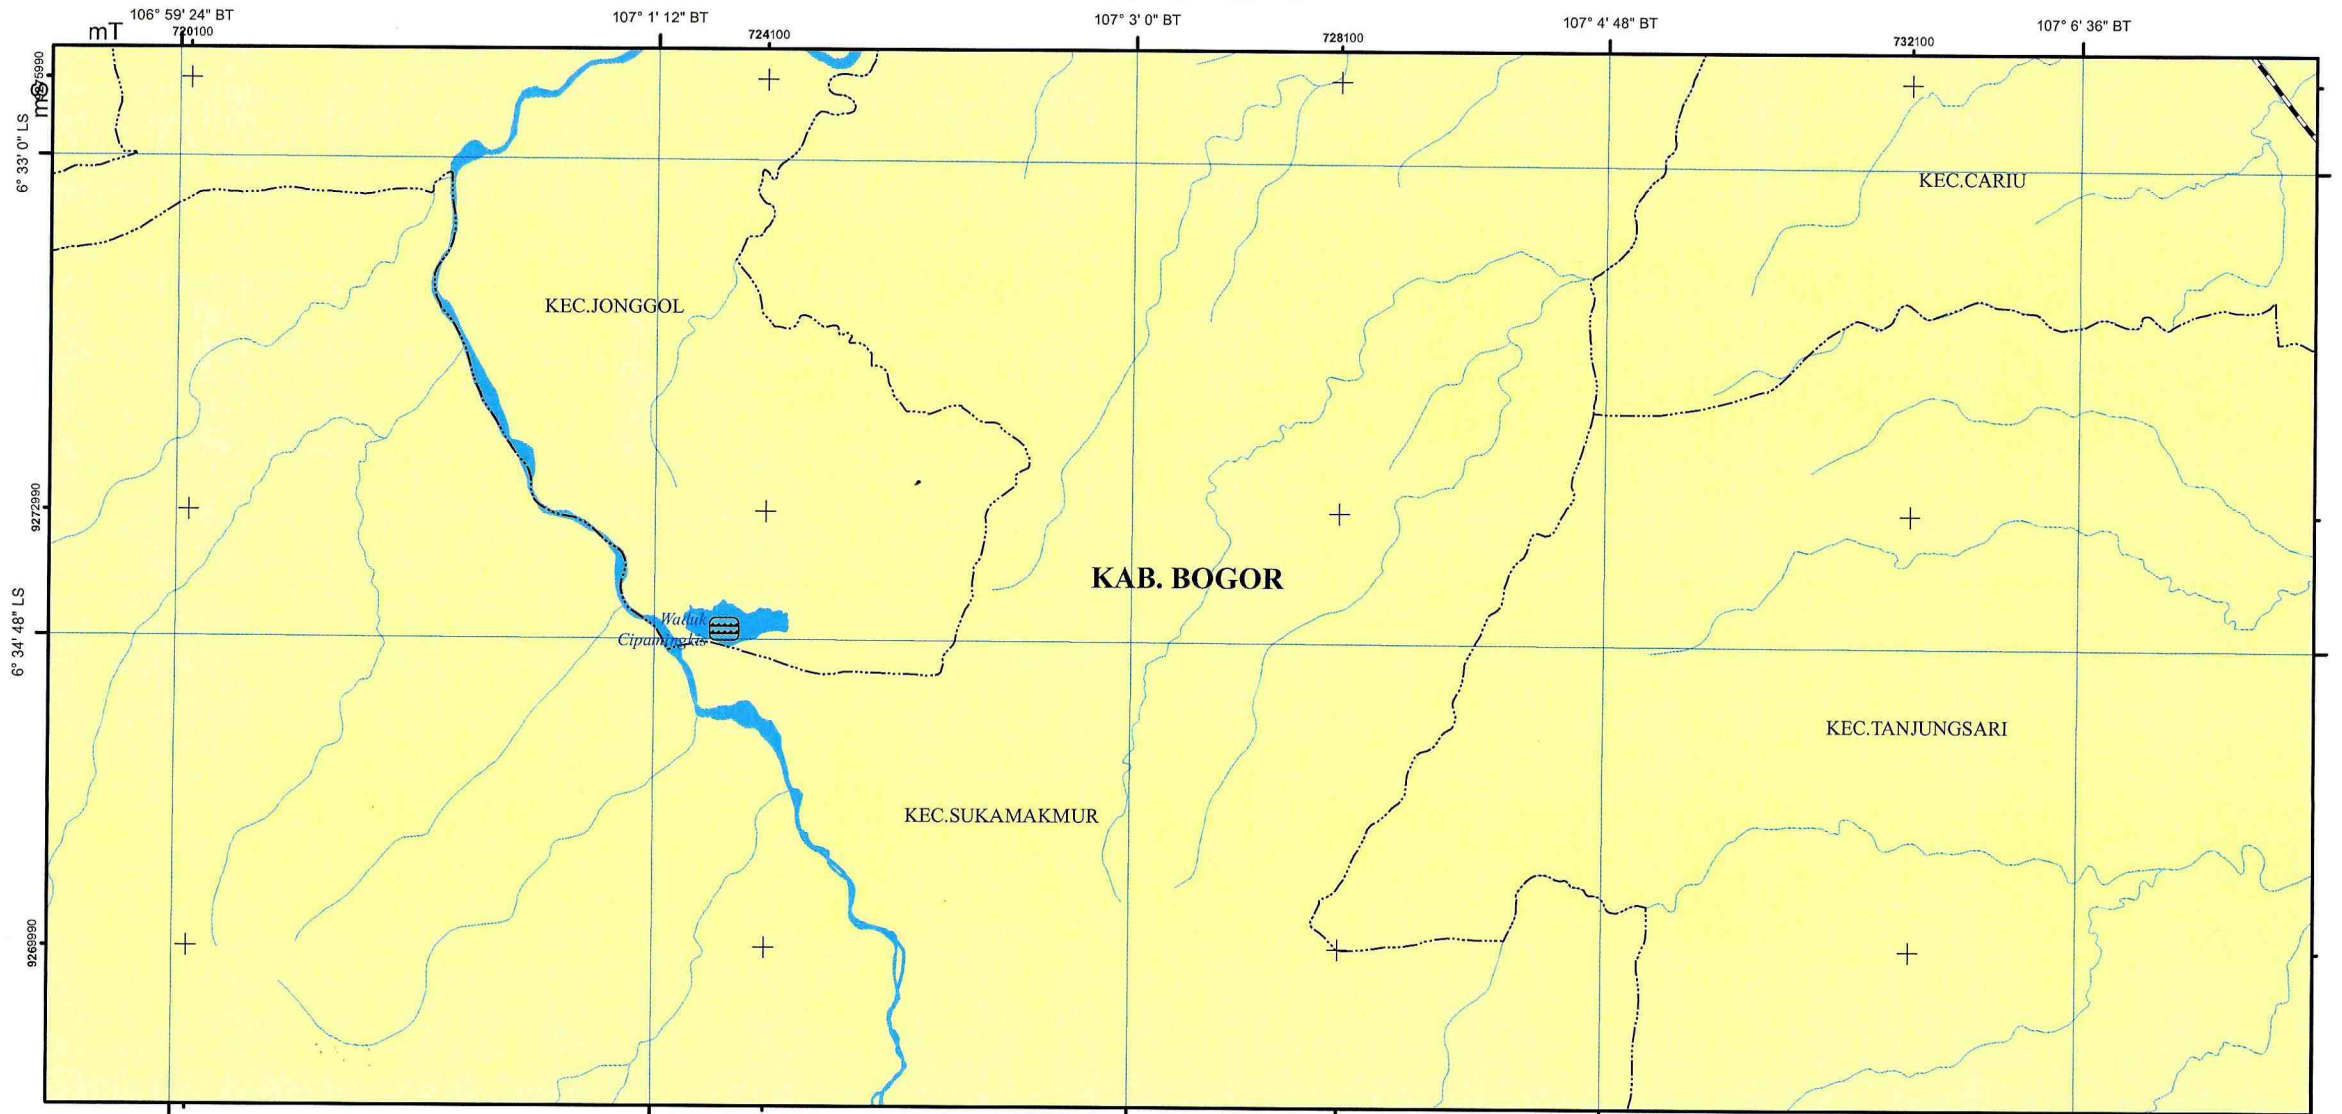 106° 59' 24" BT
107° 1' 12" BT
107° 3' 0" BT
107° 4' 48" BT
107° 6' 36" BT
mT
720100
724100
728100
732100
6° 33' 0" LS
KEC.CARIU
KEC.JONGGOL
9272990
KAB. BOGOR
6° 34' 48" LS
Waduk
Cipamingkis
KEC.TANJUNGSARI
KEC.SUKAMAKMUR
9269990